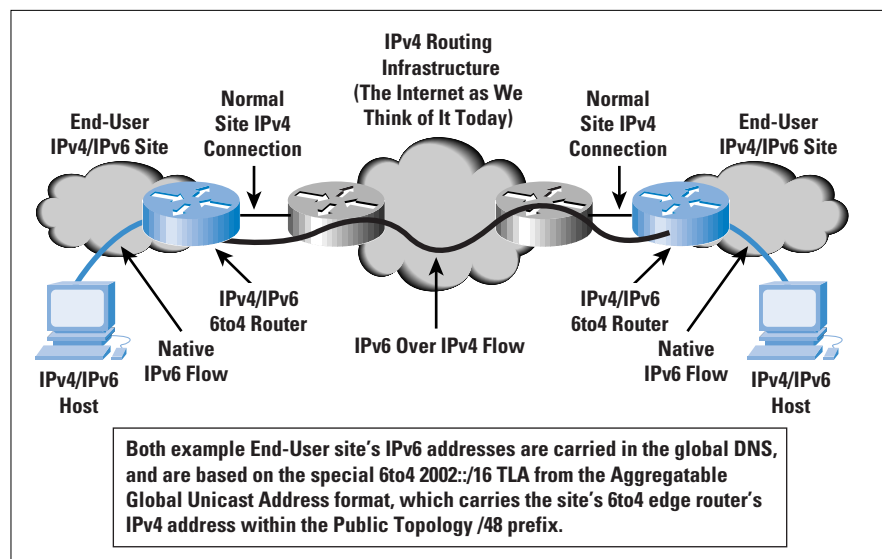 IPv4 Routing
Infrastructure
(The Internet as We
Think of It Today)
Normal
Site IPv4
Connection
Normal
Site IPv4
Connection
End-User
IPv4/IPv6 Site
End-User
IPv4/IPv6 Site
IPv4/IPv6
6to4 Router
IPv4/IPv6
6to4 Router
IPv6 Over IPv4 Flow
Native
IPv6 Flow
Native
IPv6 Flow
IPv4/IPv6
Host
IPv4/IPv6
Host
Both example End-User site's IPv6 addresses are carried in the global DNS,
and are based on the special 6to4 2002::/16 TLA from the Aggregatable
Global Unicast Address format, which carries the site's 6to4 edge router's
IPv4 address within the Public Topology /48 prefix.